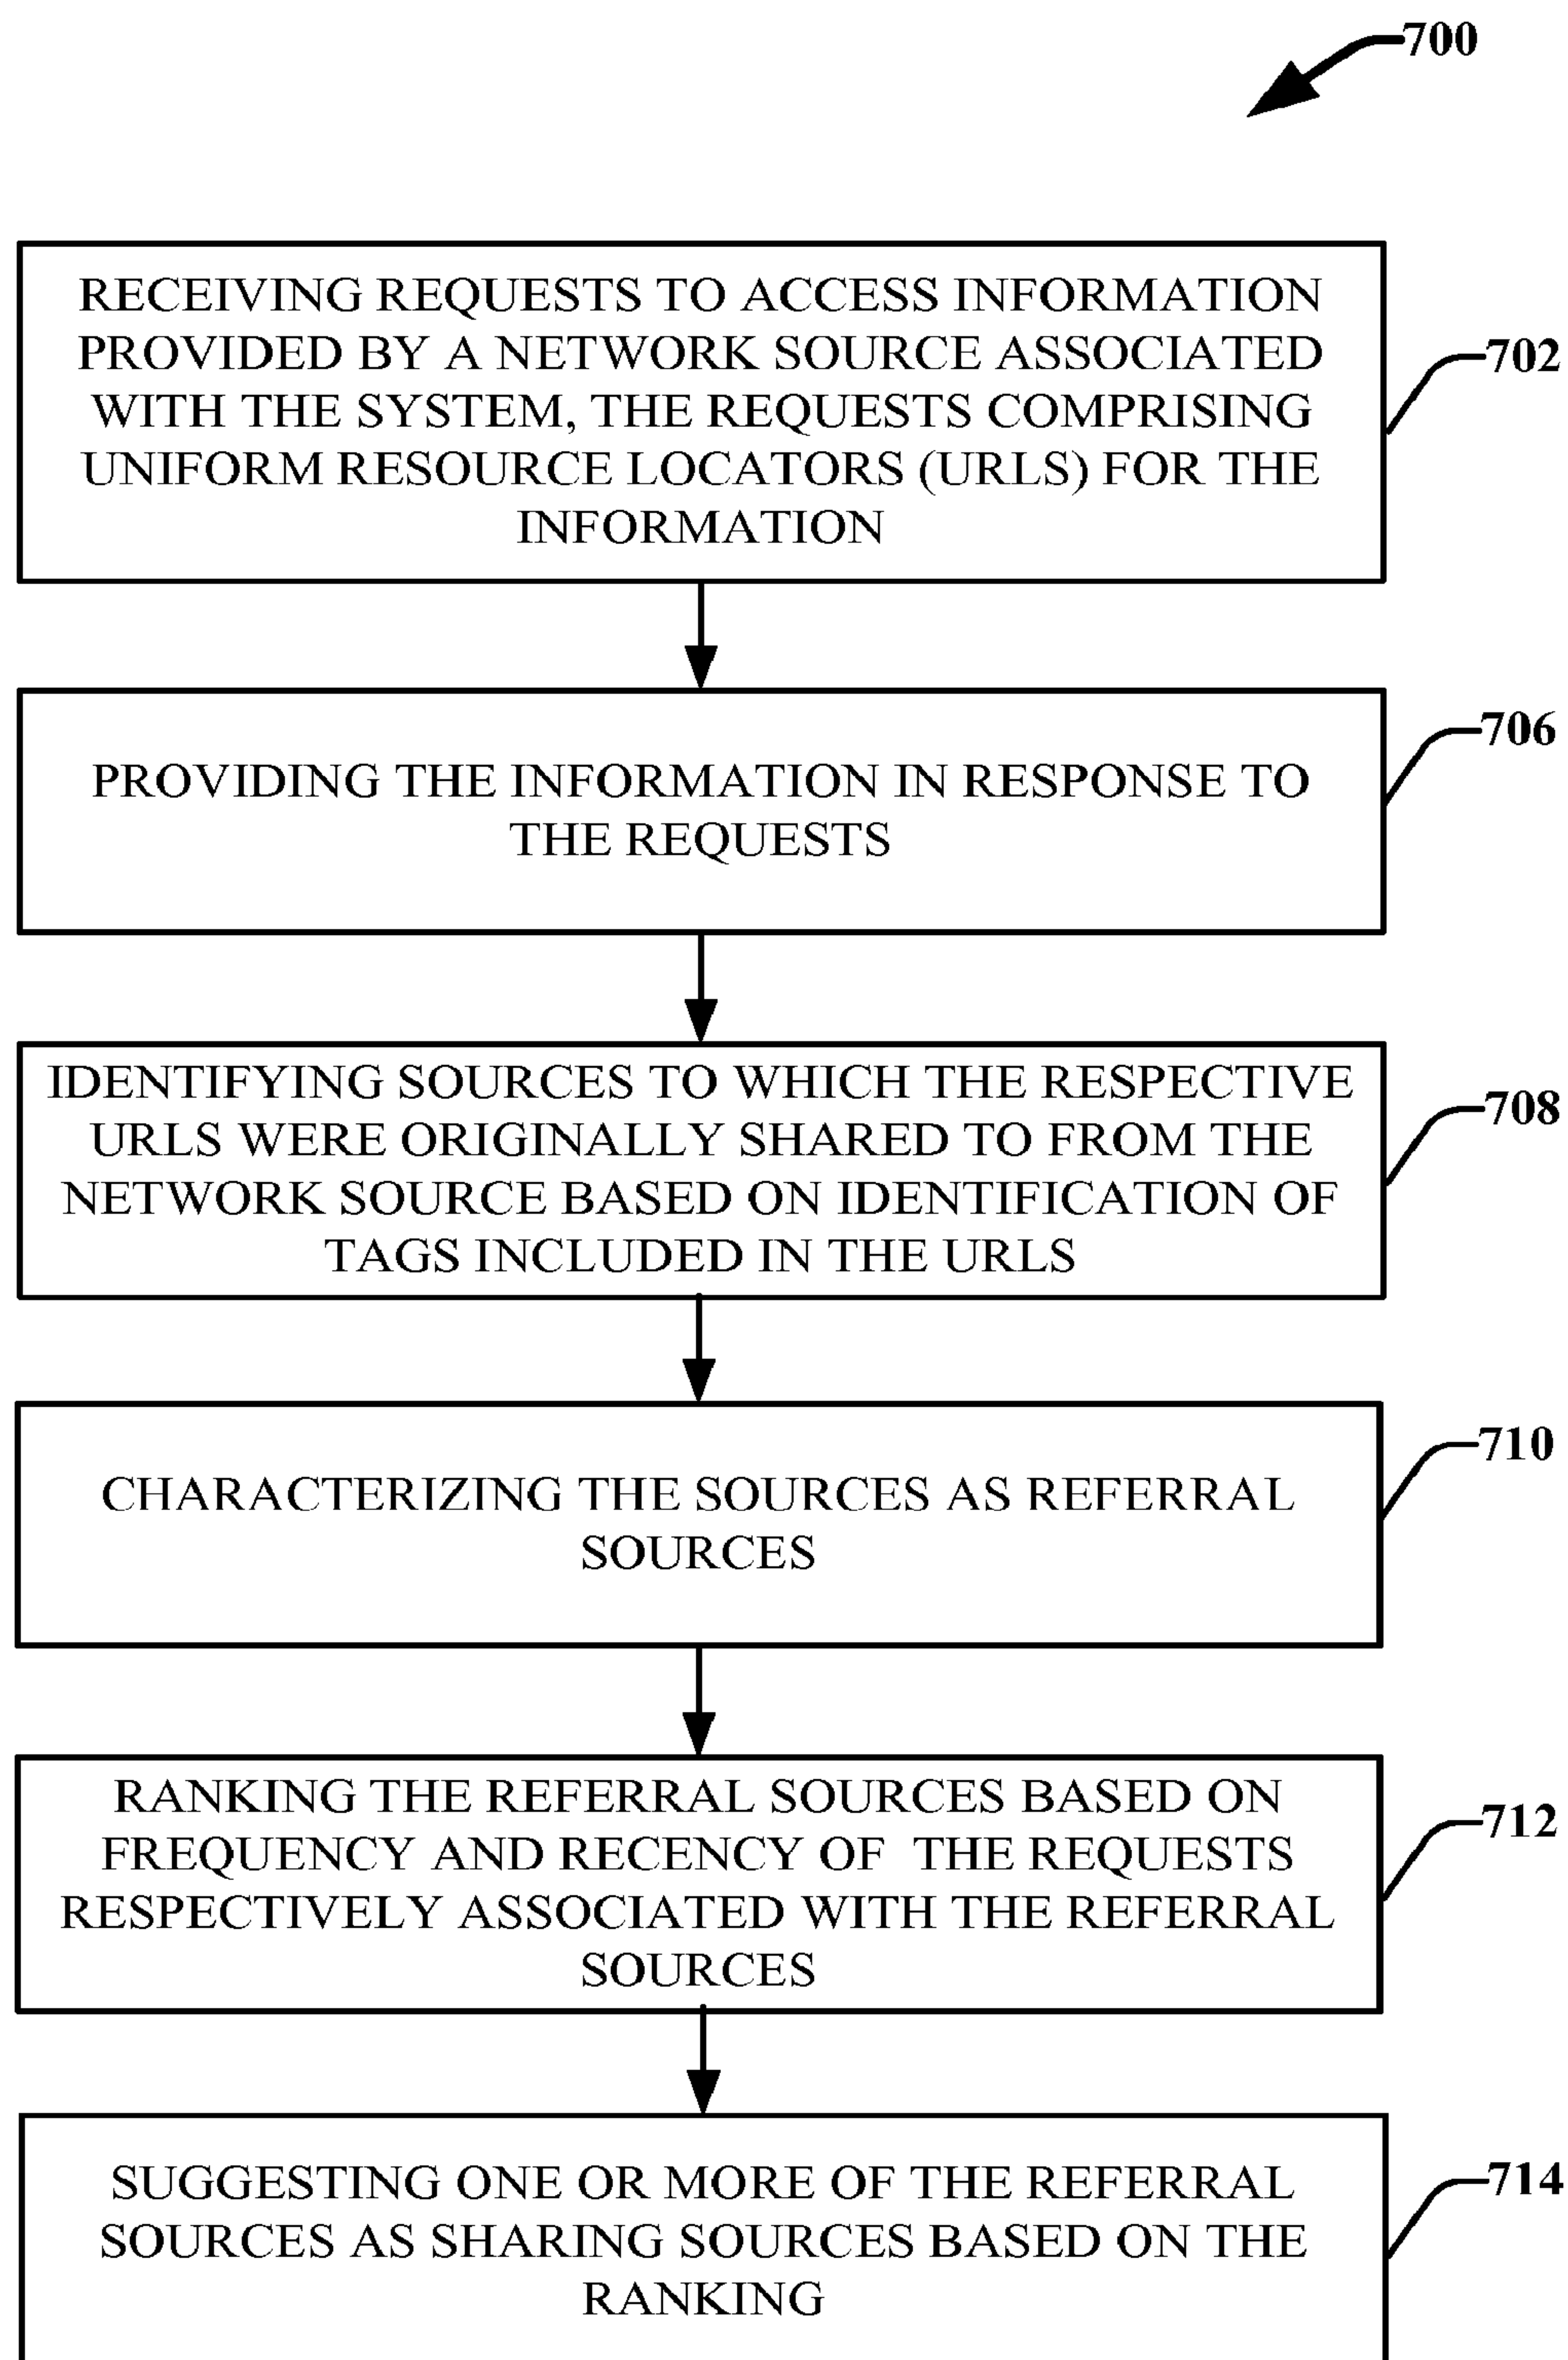 700
RECEIVING REQUESTS TO ACCESS INFORMATION
PROVIDED BY A NETWORK SOURCE ASSOCIATED
WITH THE SYSTEM, THE REQUESTS COMPRISING
UNIFORM RESOURCE LOCATORS (URLS) FOR THE
INFORMATION
702
PROVIDING THE INFORMATION IN RESPONSE TO
THE REQUESTS
706
IDENTIFYING SOURCES TO WHICH THE RESPECTIVE
URLS WERE ORIGINALLY SHARED TO FROM THE
NETWORK SOURCE BASED ON IDENTIFICATION OF
TAGS INCLUDED IN THE URLS
708
CHARACTERIZING THE SOURCES AS REFERRAL
SOURCES
710
RANKING THE REFERRAL SOURCES BASED ON
FREQUENCY AND RECENCY OF THE REQUESTS
RESPECTIVELY ASSOCIATED WITH THE REFERRAL
SOURCES
712
SUGGESTING ONE OR MORE OF THE REFERRAL
SOURCES AS SHARING SOURCES BASED ON THE
RANKING
714